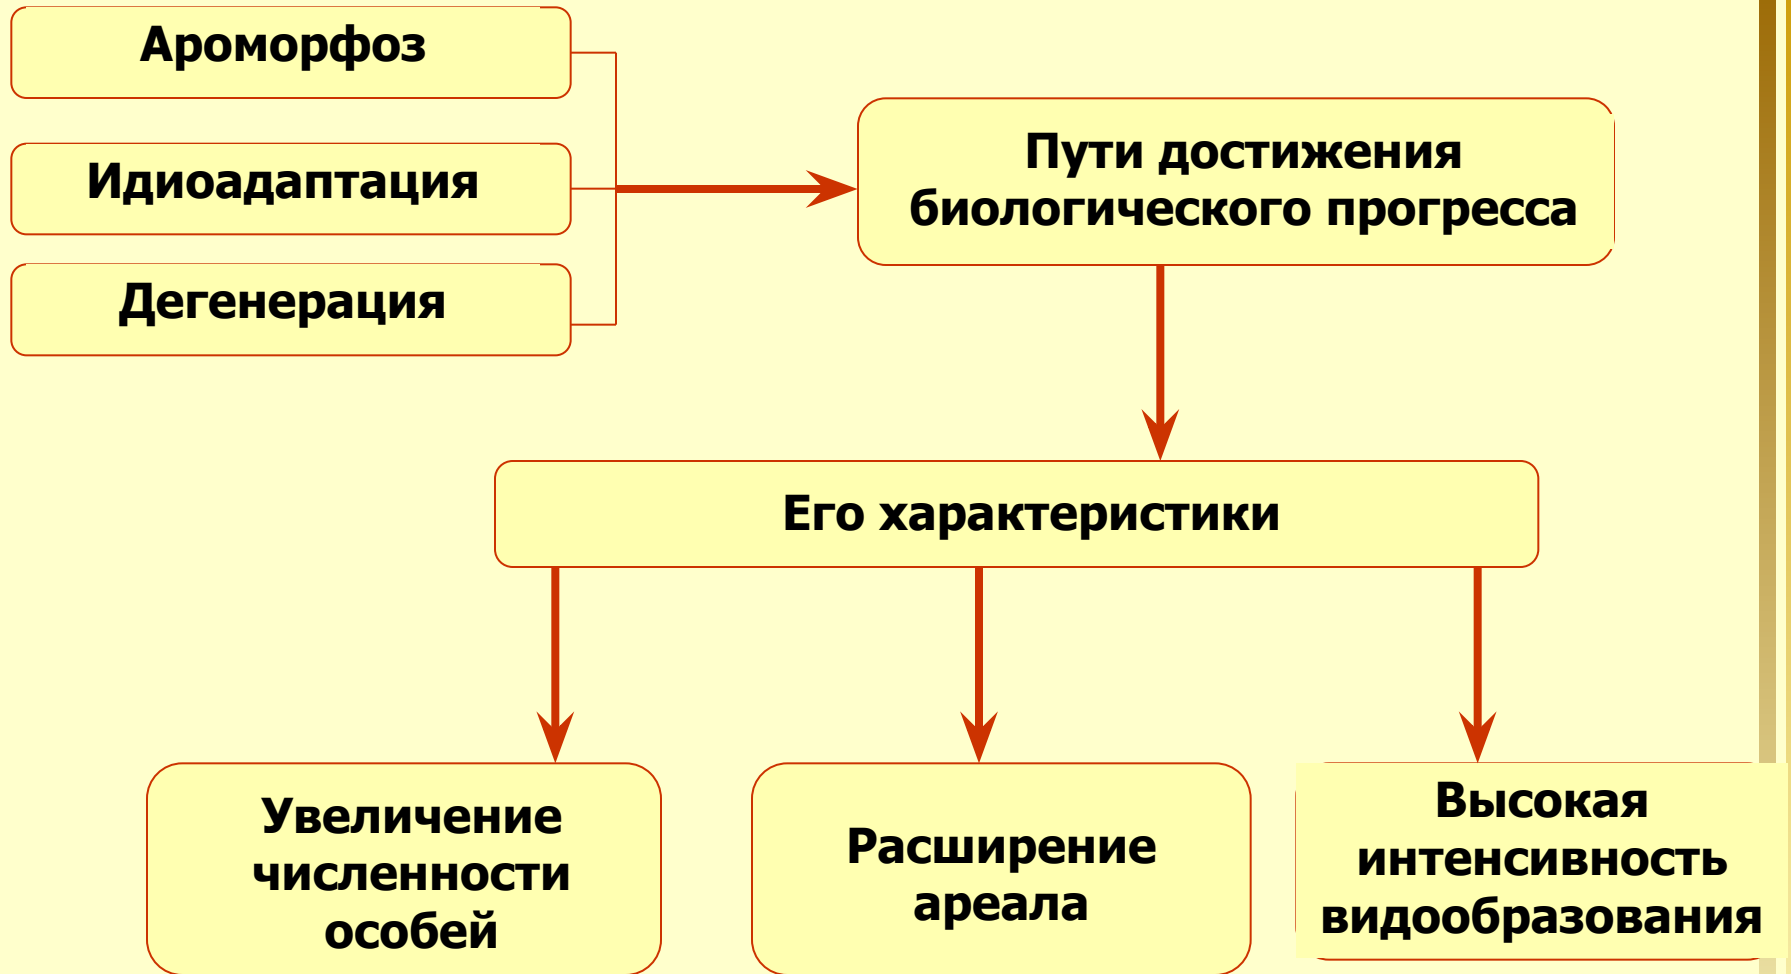 Ароморфоз
Идиоадаптация
Дегенерация
Пути достижения
биологического прогресса
Его характеристики
Увеличение
численности
особей
Расширение
ареала
Высокая
интенсивность
видообразования